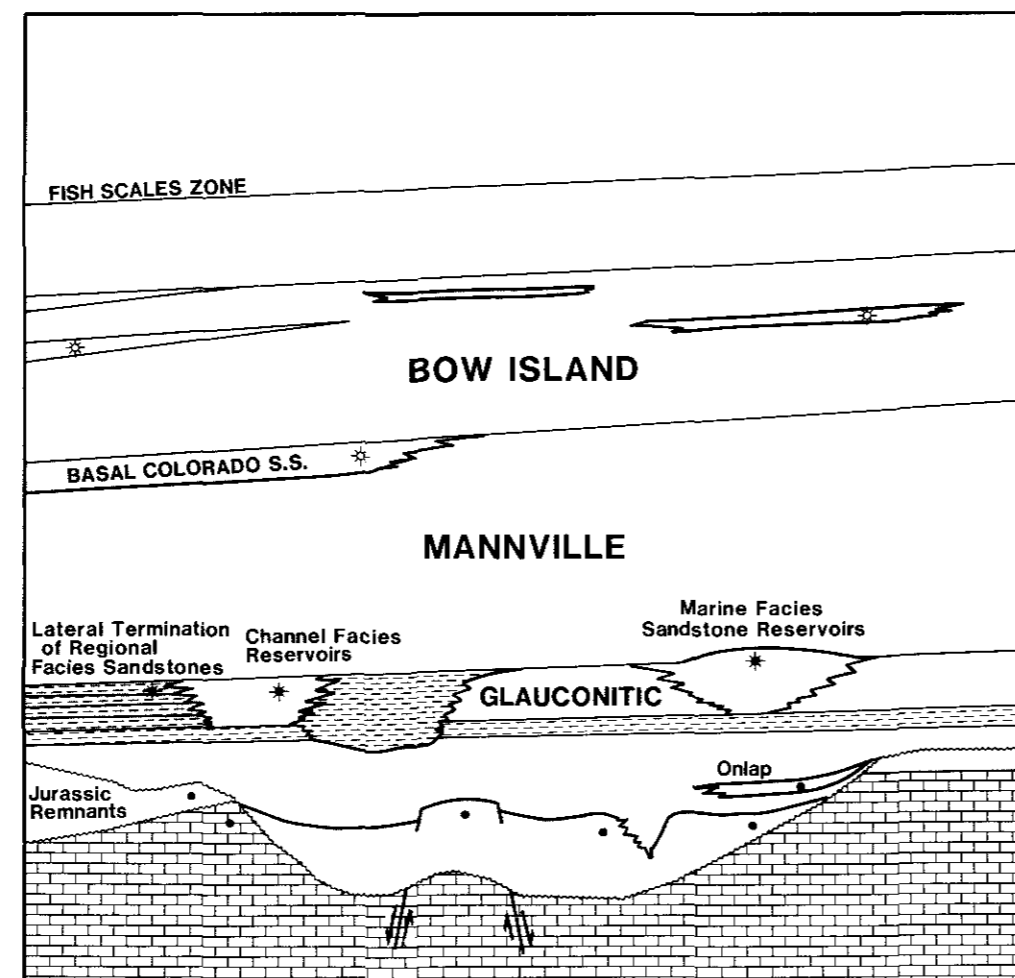 FISH SCALES ZONE
BOW ISLAND
BASAL COLORADO S.S.
MANNVILLE
Lateral Termination
of Regional
Facies Sandstones
Channel Facies
Reservoirs
Marine Facies
Sandstone Reservoirs
GLAUCONITIC
Onlap
Jurassic
Remnants